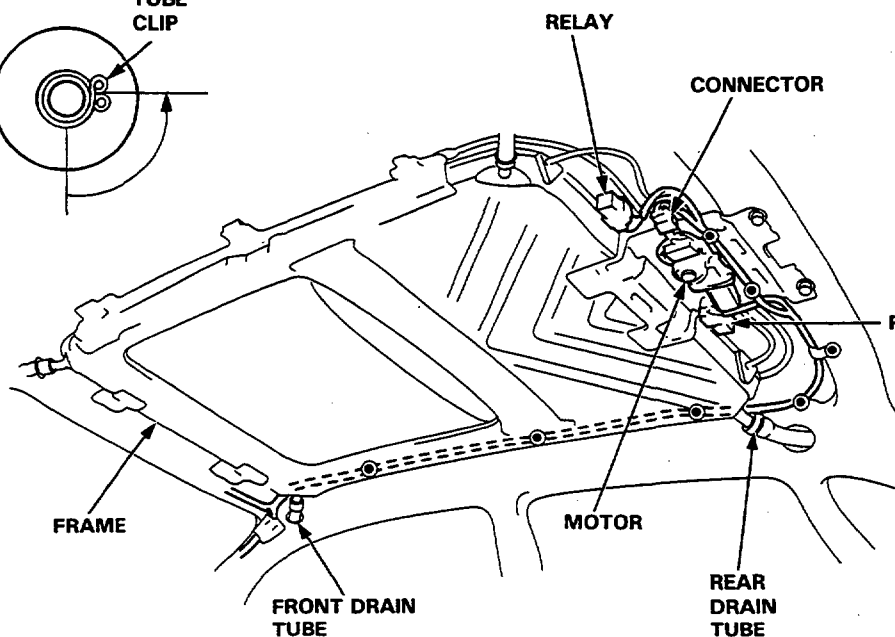 TUBE
CLIP
RELAY
CONNECTOR
FRAME
MOTOR
FRONT DRAIN
TUBE
REAR
DRAIN
TUBE